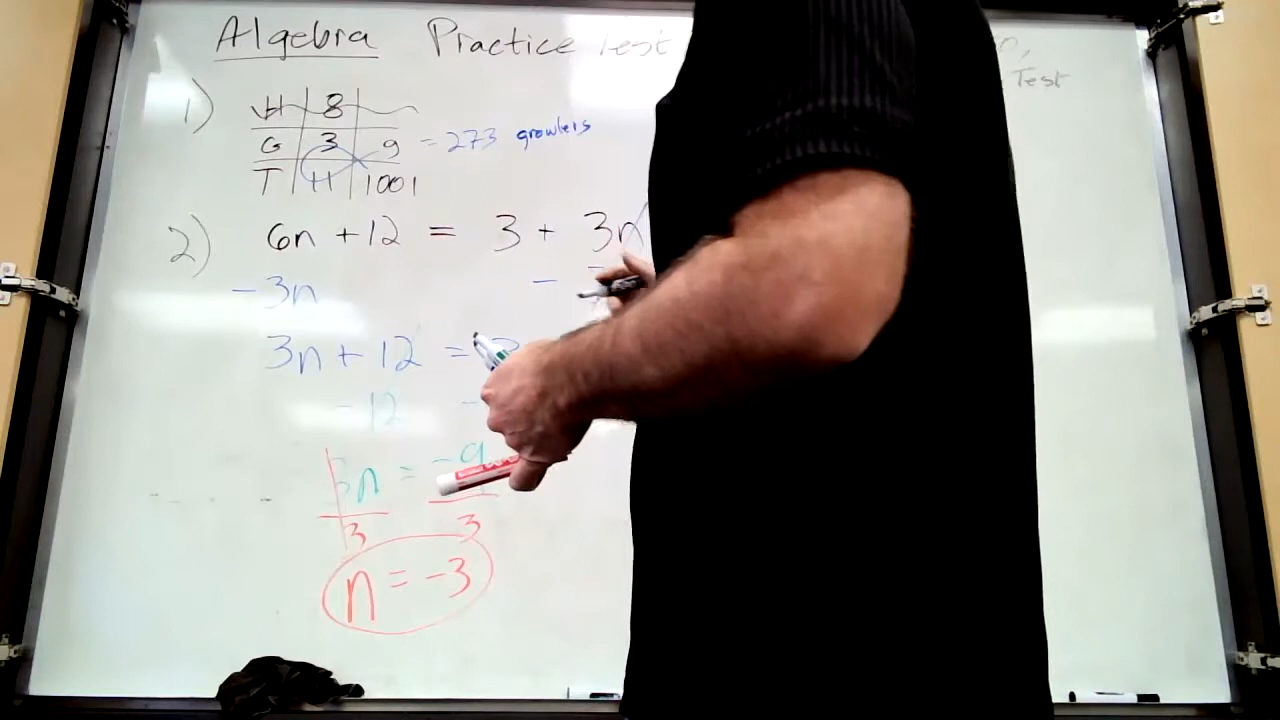 Algebra Practice Test
Test
1) H 8
G 3 g = 273 growlers
T 11 1001
2) 6n + 12 = 3 + 3n
- 3n -
3n + 12 =
- 12 -
3n = -9
3 3
n = -3